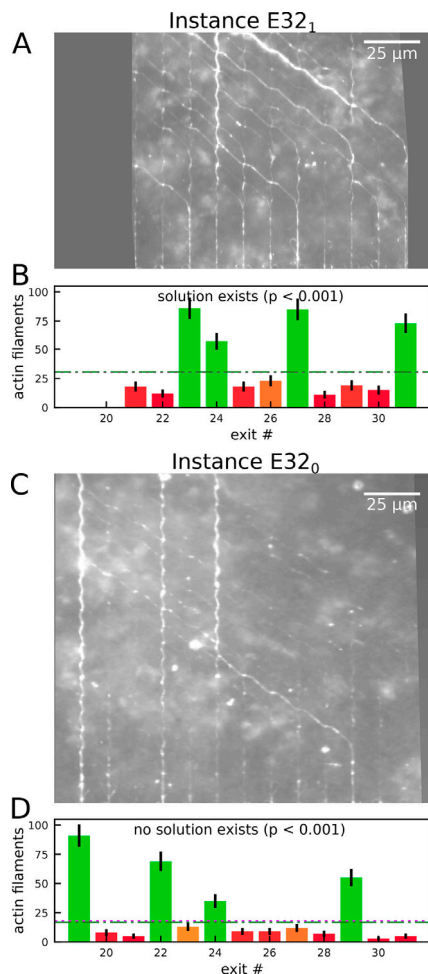 Instance E32₁
A
25 µm
B
solution exists (p < 0.001)
100
75
50
25
0
actin filaments
20 22 24 26 28 30
exit #
Instance E32₀
C
25 µm
D
no solution exists (p < 0.001)
100
75
50
25
0
actin filaments
20 22 24 26 28 30
exit #